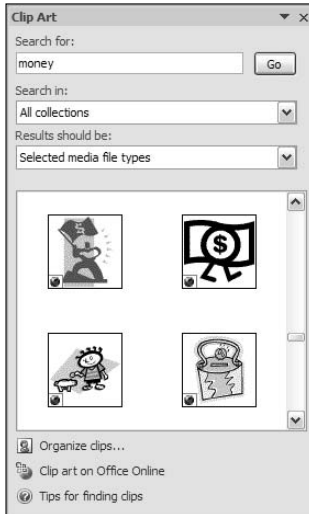 Clip Art
Search for:
money
Go
Search in:
All collections
Results should be:
Selected media file types
$
$
Organize clips...
Clip art on Office Online
Tips for finding clips